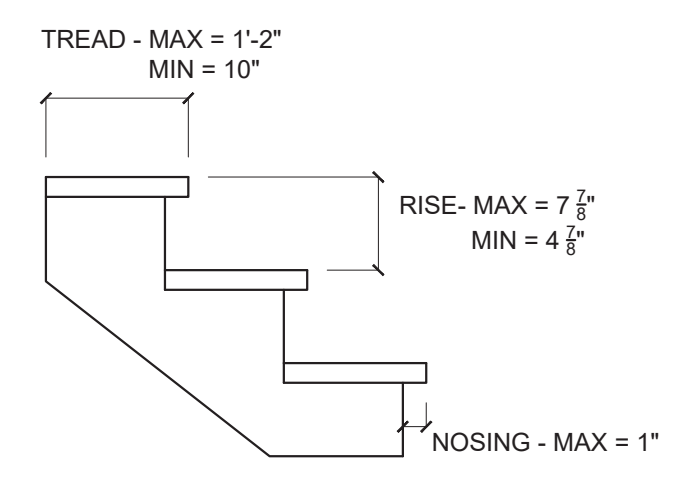 TREAD - MAX = 1'-2"
MIN = 10"
RISE- MAX = 7 7/8"
MIN = 4 7/8"
NOSING - MAX = 1"